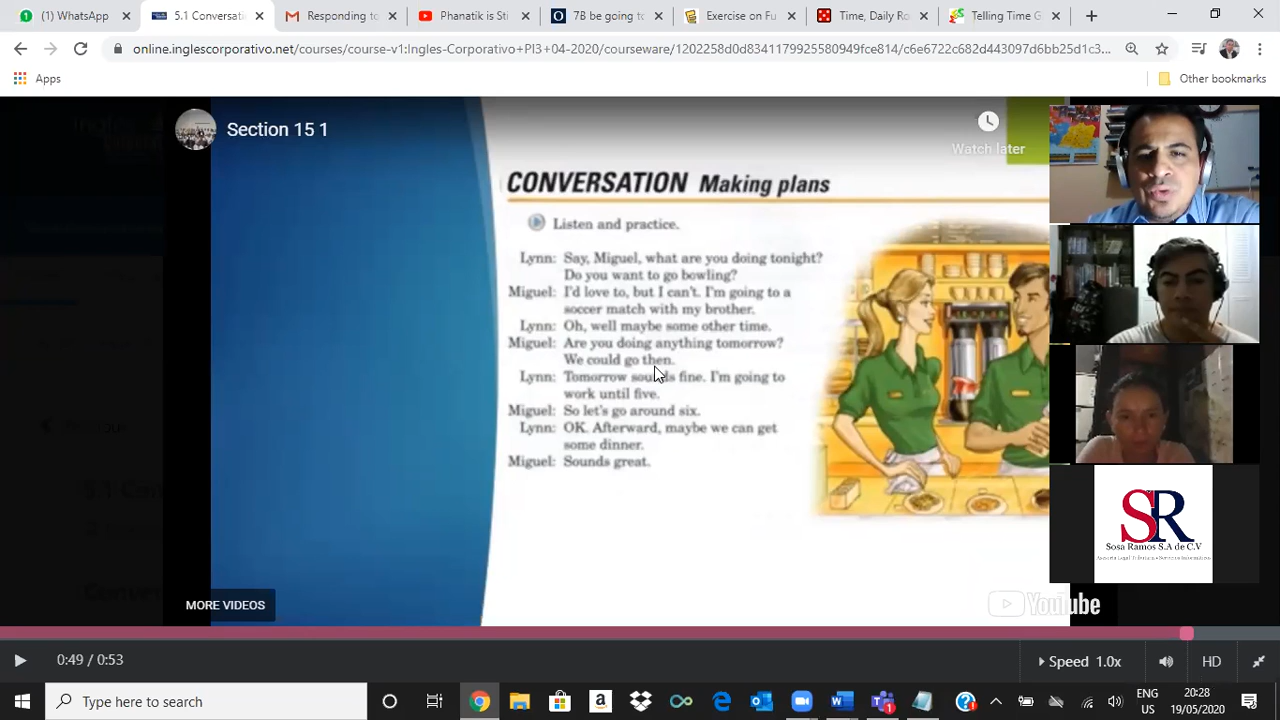 (1) WhatsApp
5.1 Conversati
Responding to
Phanatik is Sti
7B be going to
Exercise on Fu
Time, Daily Ro
Telling Time G
online.inglescorporativo.net/courses/course-v1:Ingles-Corporativo+PI3+04-2020/courseware/1202258d0d8341179925580949fce814/c6e6722c682d443097d6bb25d1c3...
Apps
Other bookmarks
Section 15 1
Watch later
CONVERSATION Making plans
Listen and practice.
Lynn: Say, Miguel, what are you doing tonight?
Do you want to go bowling?
Miguel: I'd love to, but I can't. I'm going to a
soccer match with my brother.
Lynn: Oh, well maybe some other time.
Miguel: Are you doing anything tomorrow?
We could go then.
Lynn: Tomorrow sounds fine. I'm going to
work until five.
Miguel: So let's go around six.
Lynn: OK. Afterward, maybe we can get
some dinner.
Miguel: Sounds great.
SR
Sosa Ramos S.A de C.V
MORE VIDEOS
YouTube
0:49 / 0:53
Speed 1.0x
HD
Type here to search
ENG
US
20:28
19/05/2020